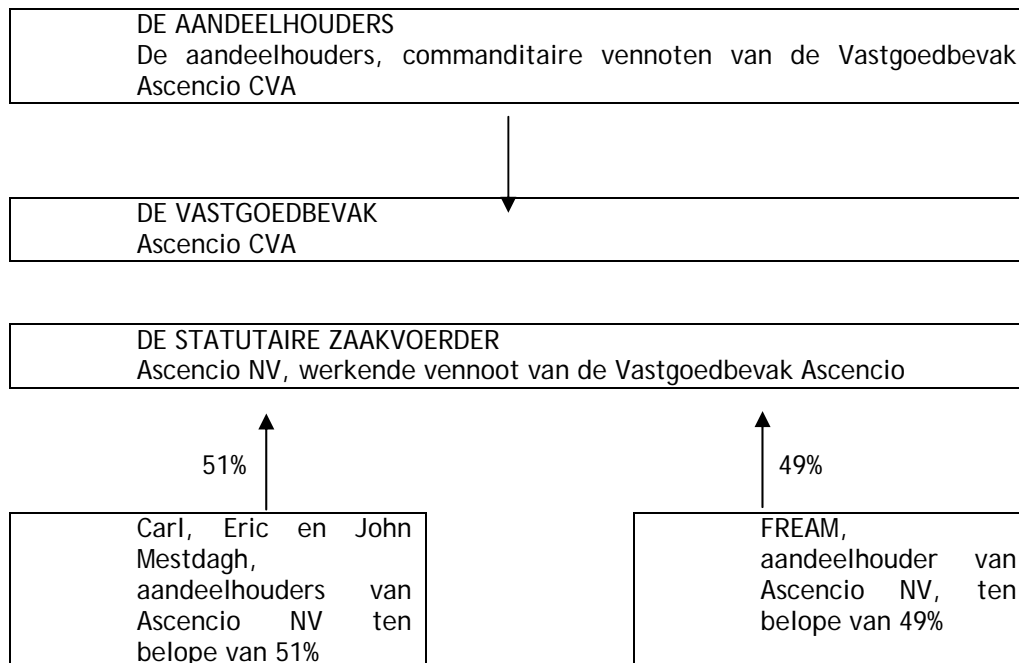 DE AANDEELHOUDERS
De aandeelhouders, commanditaire vennoten van de Vastgoedbevak
Ascencio CVA
DE VASTGOEDBEVAK
Ascencio CVA
DE STATUTAIRE ZAAKVOERDER
Ascencio NV, werkende vennoot van de Vastgoedbevak Ascencio
51%
49%
Carl, Eric en John
Mestdagh,
aandeelhouders van
Ascencio NV ten
belope van 51%
FREAM,
aandeelhouder van
Ascencio NV, ten
belope van 49%